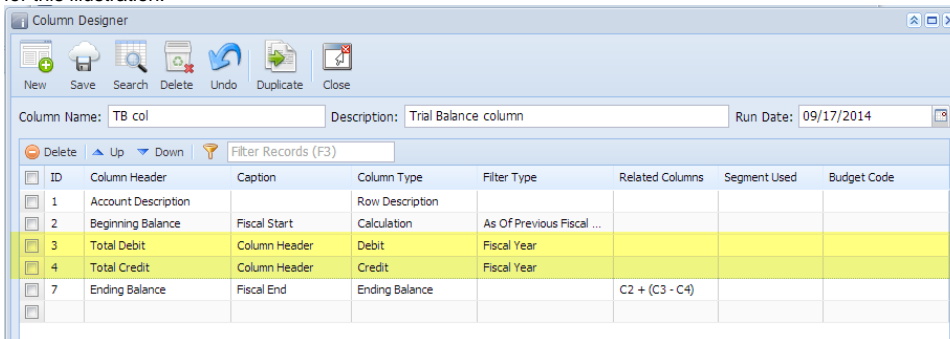 for this illustration.
Column Designer
New Save Search Delete Undo Duplicate Close
Column Name: TB col Description: Trial Balance column Run Date: 09/17/2014
Delete Up Down Filter Records (F3)
ID Column Header Caption Column Type Filter Type Related Columns Segment Used Budget Code
1 Account Description Row Description
2 Beginning Balance Fiscal Start Calculation As Of Previous Fiscal ...
3 Total Debit Column Header Debit Fiscal Year
4 Total Credit Column Header Credit Fiscal Year
7 Ending Balance Fiscal End Ending Balance C2 + (C3 - C4)